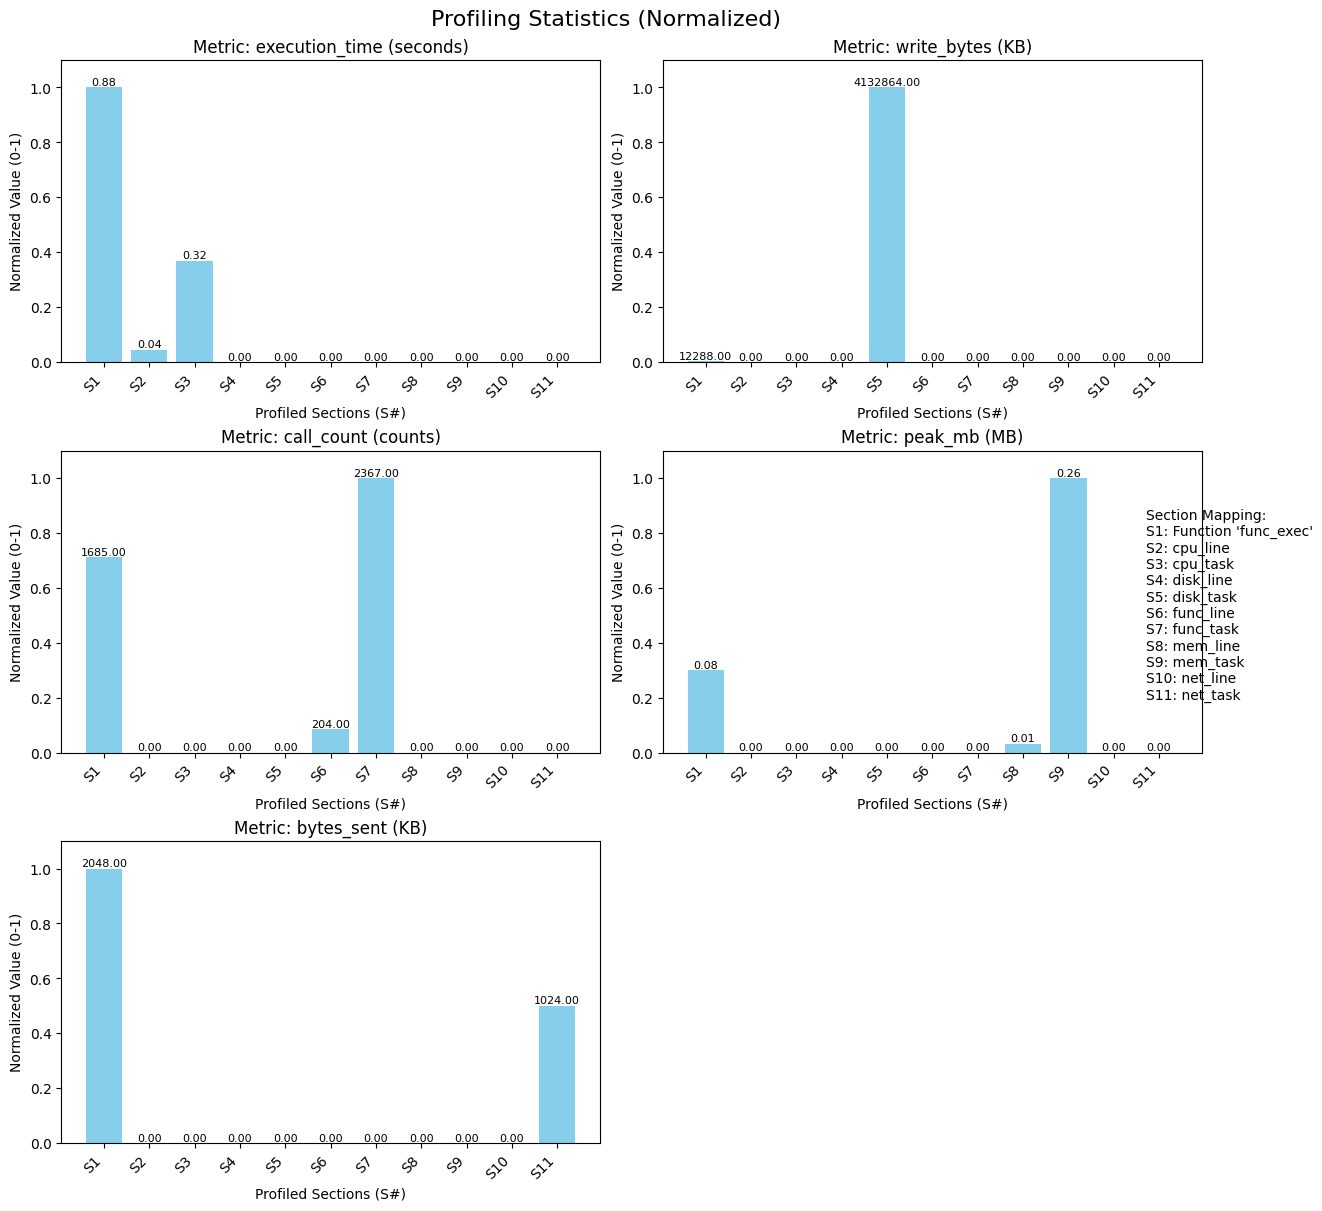 Profiling Statistics (Normalized)
Metric: execution_time (seconds)
Normalized Value (0-1)
1.0
0.8
0.6
0.4
0.2
0.0
0.88
0.04
0.32
0.00
0.00
0.00
0.00
0.00
0.00
0.00
0.00
S1
S2
S3
S4
S5
S6
S7
S8
S9
S10
S11
Profiled Sections (S#)
Metric: write_bytes (KB)
Normalized Value (0-1)
1.0
0.8
0.6
0.4
0.2
0.0
12288.00
0.00
0.00
0.00
4132864.00
0.00
0.00
0.00
0.00
0.00
0.00
S1
S2
S3
S4
S5
S6
S7
S8
S9
S10
S11
Profiled Sections (S#)
Metric: call_count (counts)
Normalized Value (0-1)
1.0
0.8
0.6
0.4
0.2
0.0
1685.00
0.00
0.00
0.00
0.00
204.00
2367.00
0.00
0.00
0.00
0.00
S1
S2
S3
S4
S5
S6
S7
S8
S9
S10
S11
Profiled Sections (S#)
Metric: peak_mb (MB)
Normalized Value (0-1)
1.0
0.8
0.6
0.4
0.2
0.0
0.08
0.00
0.00
0.00
0.00
0.00
0.00
0.01
0.26
0.00
0.00
S1
S2
S3
S4
S5
S6
S7
S8
S9
S10
S11
Profiled Sections (S#)
Section Mapping:
S1: Function 'func_exec'
S2: cpu_line
S3: cpu_task
S4: disk_line
S5: disk_task
S6: func_line
S7: func_task
S8: mem_line
S9: mem_task
S10: net_line
S11: net_task
Metric: bytes_sent (KB)
Normalized Value (0-1)
1.0
0.8
0.6
0.4
0.2
0.0
2048.00
0.00
0.00
0.00
0.00
0.00
0.00
0.00
0.00
0.00
1024.00
S1
S2
S3
S4
S5
S6
S7
S8
S9
S10
S11
Profiled Sections (S#)